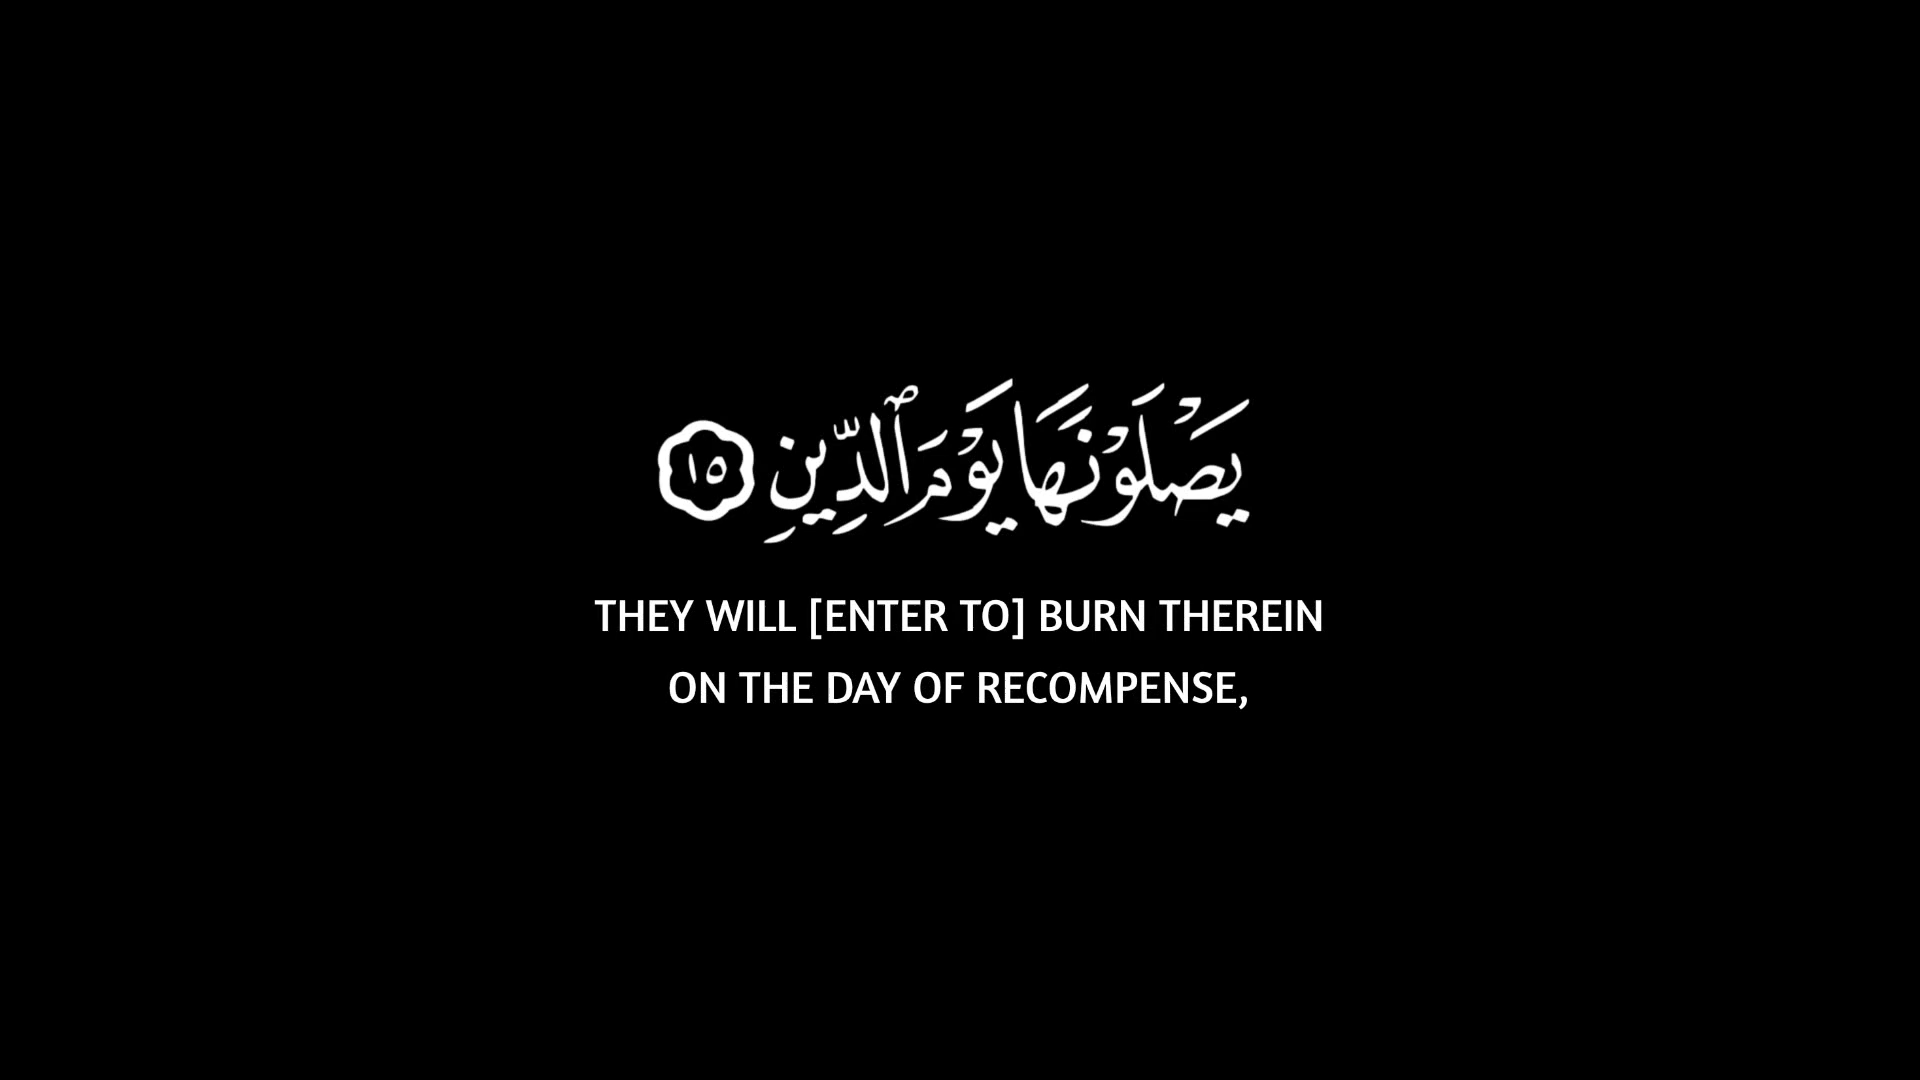 يَصْلَوْنَهَا يَوْمَ ٱلدِّينِ ١٥
THEY WILL [ENTER TO] BURN THEREIN
ON THE DAY OF RECOMPENSE,